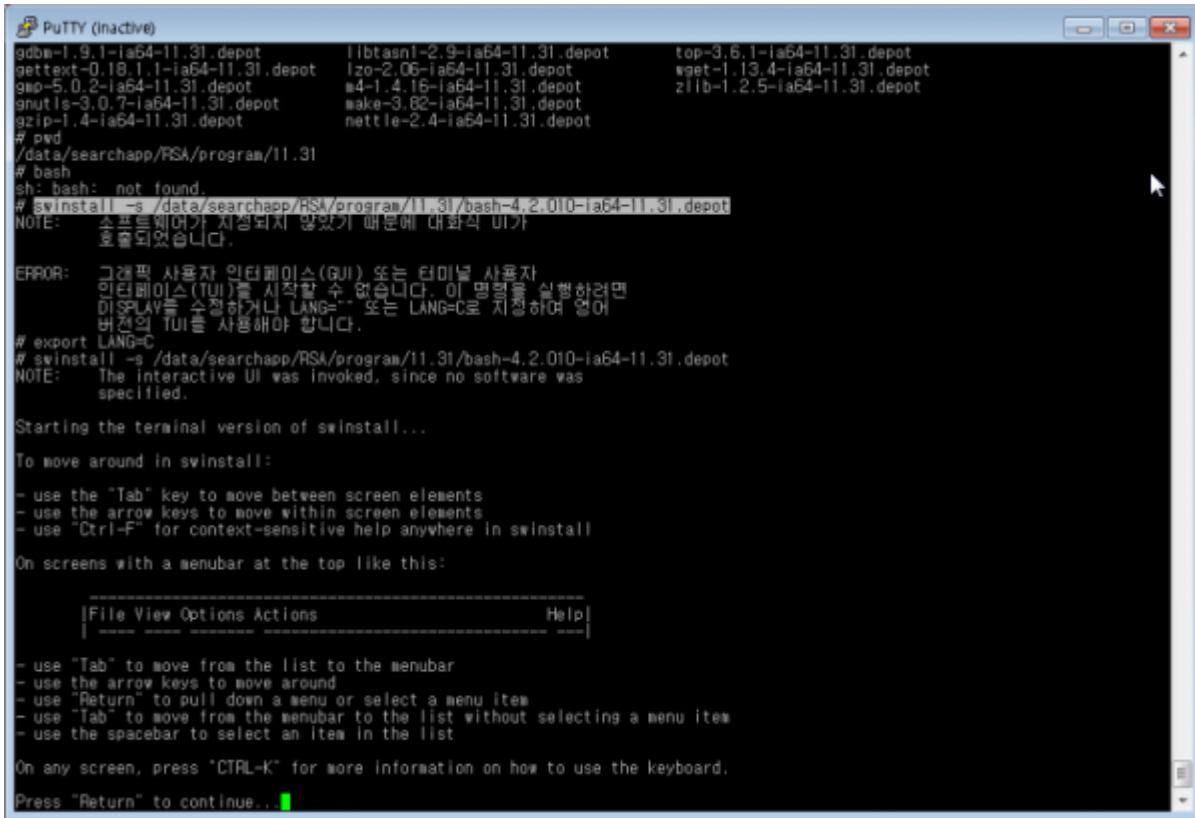 PuTTY (inactive)
gdbm-1.9.1-ia64-11.31.depot libtasn1-2.9-ia64-11.31.depot top-3.6.1-ia64-11.31.depot
gettext-0.18.1.1-ia64-11.31.depot lzo-2.06-ia64-11.31.depot wget-1.13.4-ia64-11.31.depot
gmp-5.0.2-ia64-11.31.depot m4-1.4.16-ia64-11.31.depot zlib-1.2.5-ia64-11.31.depot
gnutls-3.0.7-ia64-11.31.depot make-3.82-ia64-11.31.depot
gzip-1.4-ia64-11.31.depot nettle-2.4-ia64-11.31.depot
# pwd
/data/searchapp/RSA/program/11.31
# bash
sh: bash:  not found.
# swinstall -s /data/searchapp/RSA/program/11.31/bash-4.2.010-ia64-11.31.depot
NOTE: 소프트웨어가 지정되지 않았기 때문에 대화식 UI가
호출되었습니다.
ERROR: 그래픽 사용자 인터페이스(GUI) 또는 터미널 사용자
인터페이스(TUI)를 시작할 수 없습니다. 이 명령을 실행하려면
DISPLAY를 수정하거나 LANG="" 또는 LANG=C로 지정하여 영어
버전의 TUI를 사용해야 합니다.
# export LANG=C
# swinstall -s /data/searchapp/RSA/program/11.31/bash-4.2.010-ia64-11.31.depot
NOTE: The interactive UI was invoked, since no software was
specified.
Starting the terminal version of swinstall...
To move around in swinstall:
- use the "Tab" key to move between screen elements
- use the arrow keys to move within screen elements
- use "Ctrl-F" for context-sensitive help anywhere in swinstall
On screens with a menubar at the top like this:
|File View Options Actions Help|
- use "Tab" to move from the list to the menubar
- use the arrow keys to move around
- use "Return" to pull down a menu or select a menu item
- use "Tab" to move from the menubar to the list without selecting a menu item
- use the spacebar to select an item in the list
On any screen, press "CTRL-K" for more information on how to use the keyboard.
Press "Return" to continue...